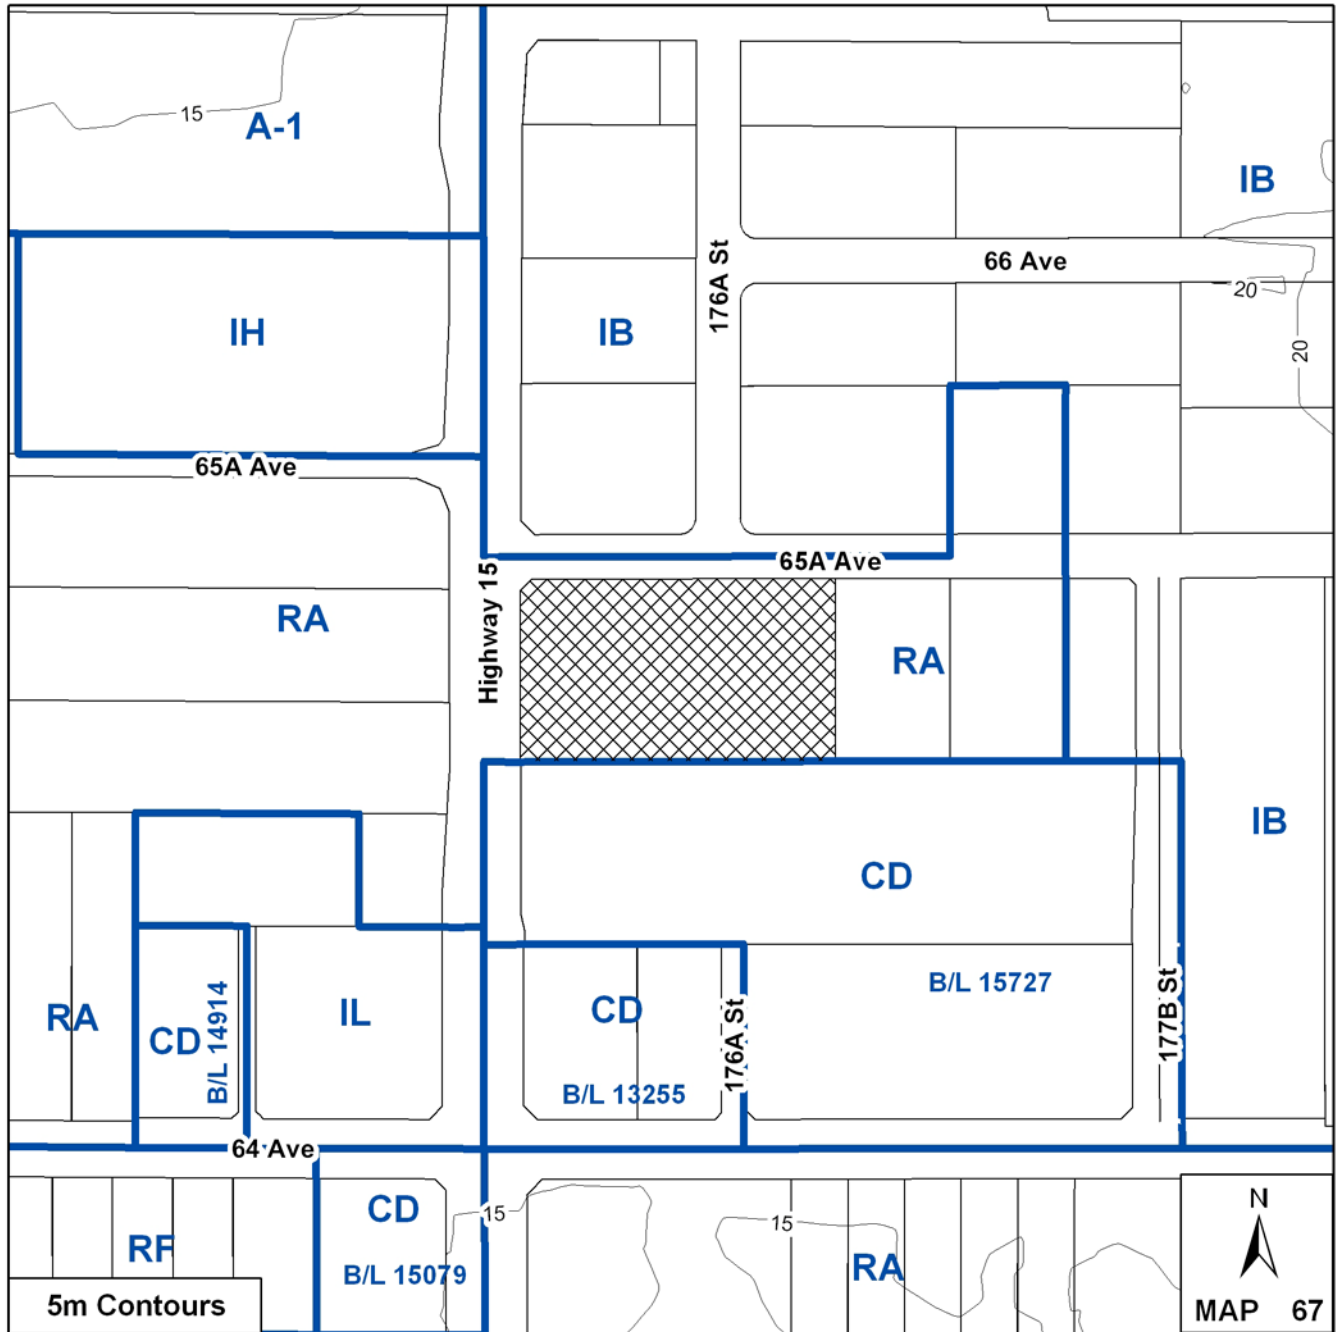 15
A-1
IB
176A St
66 Ave
20
IH
IB
20
65A Ave
65A Ave
Highway 15
RA
RA
IB
CD
B/L 15727
B/L 14914
CD
IL
RA
CD
B/L 13255
176A St
177B St
64 Ave
CD
15
15
N
RF
B/L 15079
RA
5m Contours
MAP 67